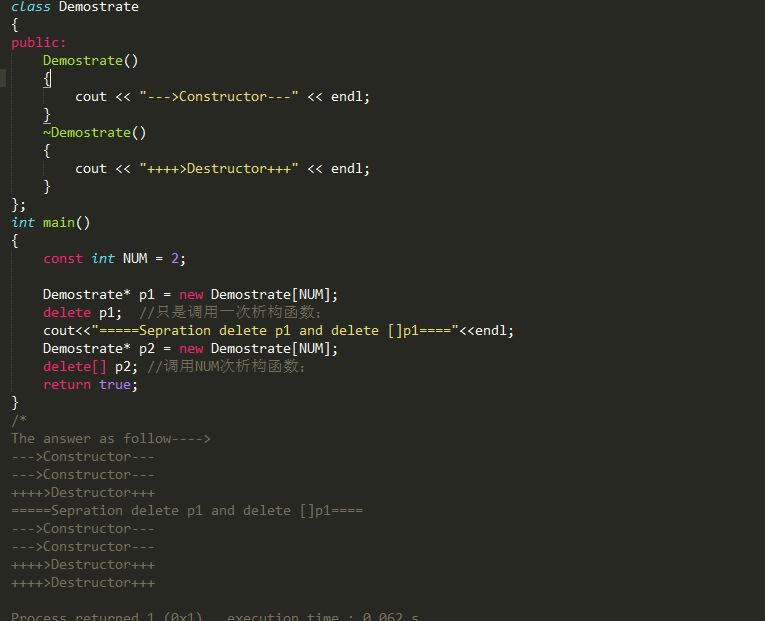 class Demostrate
{
public:
    Demostrate()
    {
        cout << "--->Constructor---" << endl;
    }
    ~Demostrate()
    {
        cout << "++++>Destructor+++" << endl;
    }
};
int main()
{
    const int NUM = 2;

    Demostrate* p1 = new Demostrate[NUM];
    delete p1;  //只是调用一次析构函数;
    cout<<"=====Sepration delete p1 and delete []p1===="<<endl;
    Demostrate* p2 = new Demostrate[NUM];
    delete[] p2; //调用NUM次析构函数;
    return true;
}
/*
The answer as follow---->
--->Constructor---
--->Constructor---
++++>Destructor+++
=====Sepration delete p1 and delete []p1====
--->Constructor---
--->Constructor---
++++>Destructor+++
++++>Destructor+++

Process returned 1 (0x1)   execution time : 0.062 s